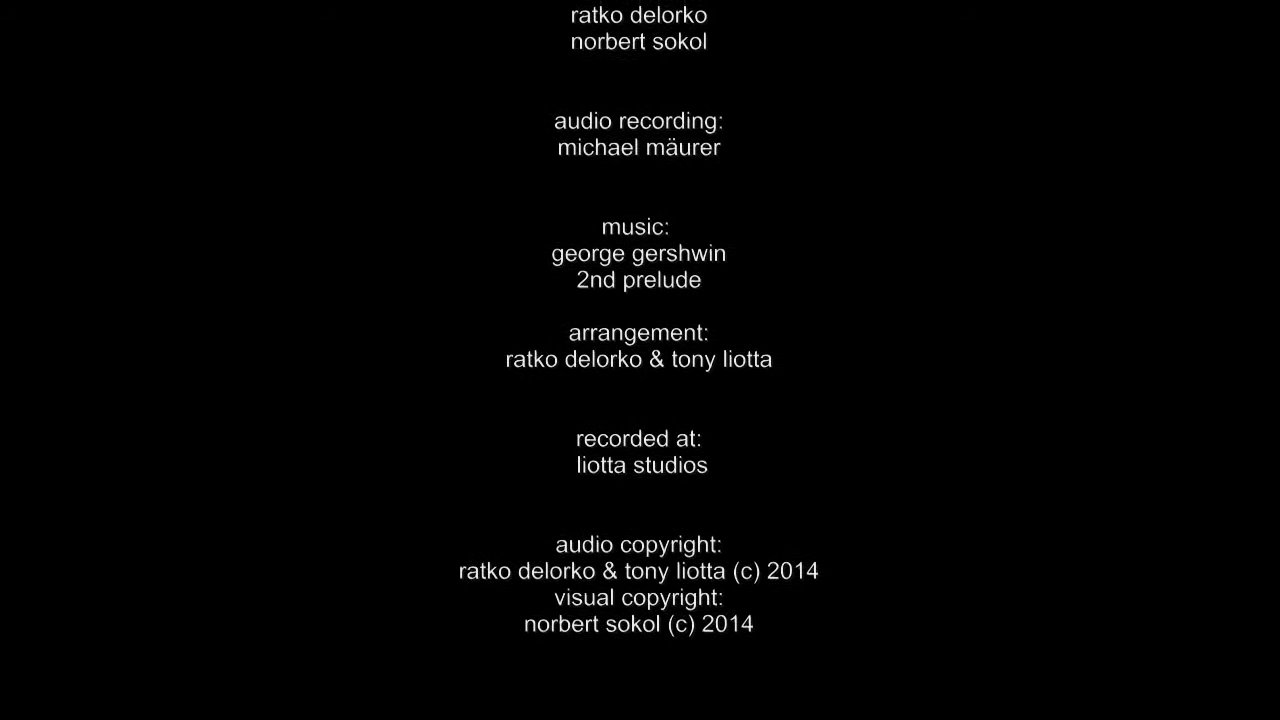 ratko delorko
norbert sokol
audio recording:
michael mäurer
music:
george gershwin
2nd prelude
arrangement:
ratko delorko & tony liotta
recorded at:
liotta studios
audio copyright:
ratko delorko & tony liotta (c) 2014
visual copyright:
norbert sokol (c) 2014